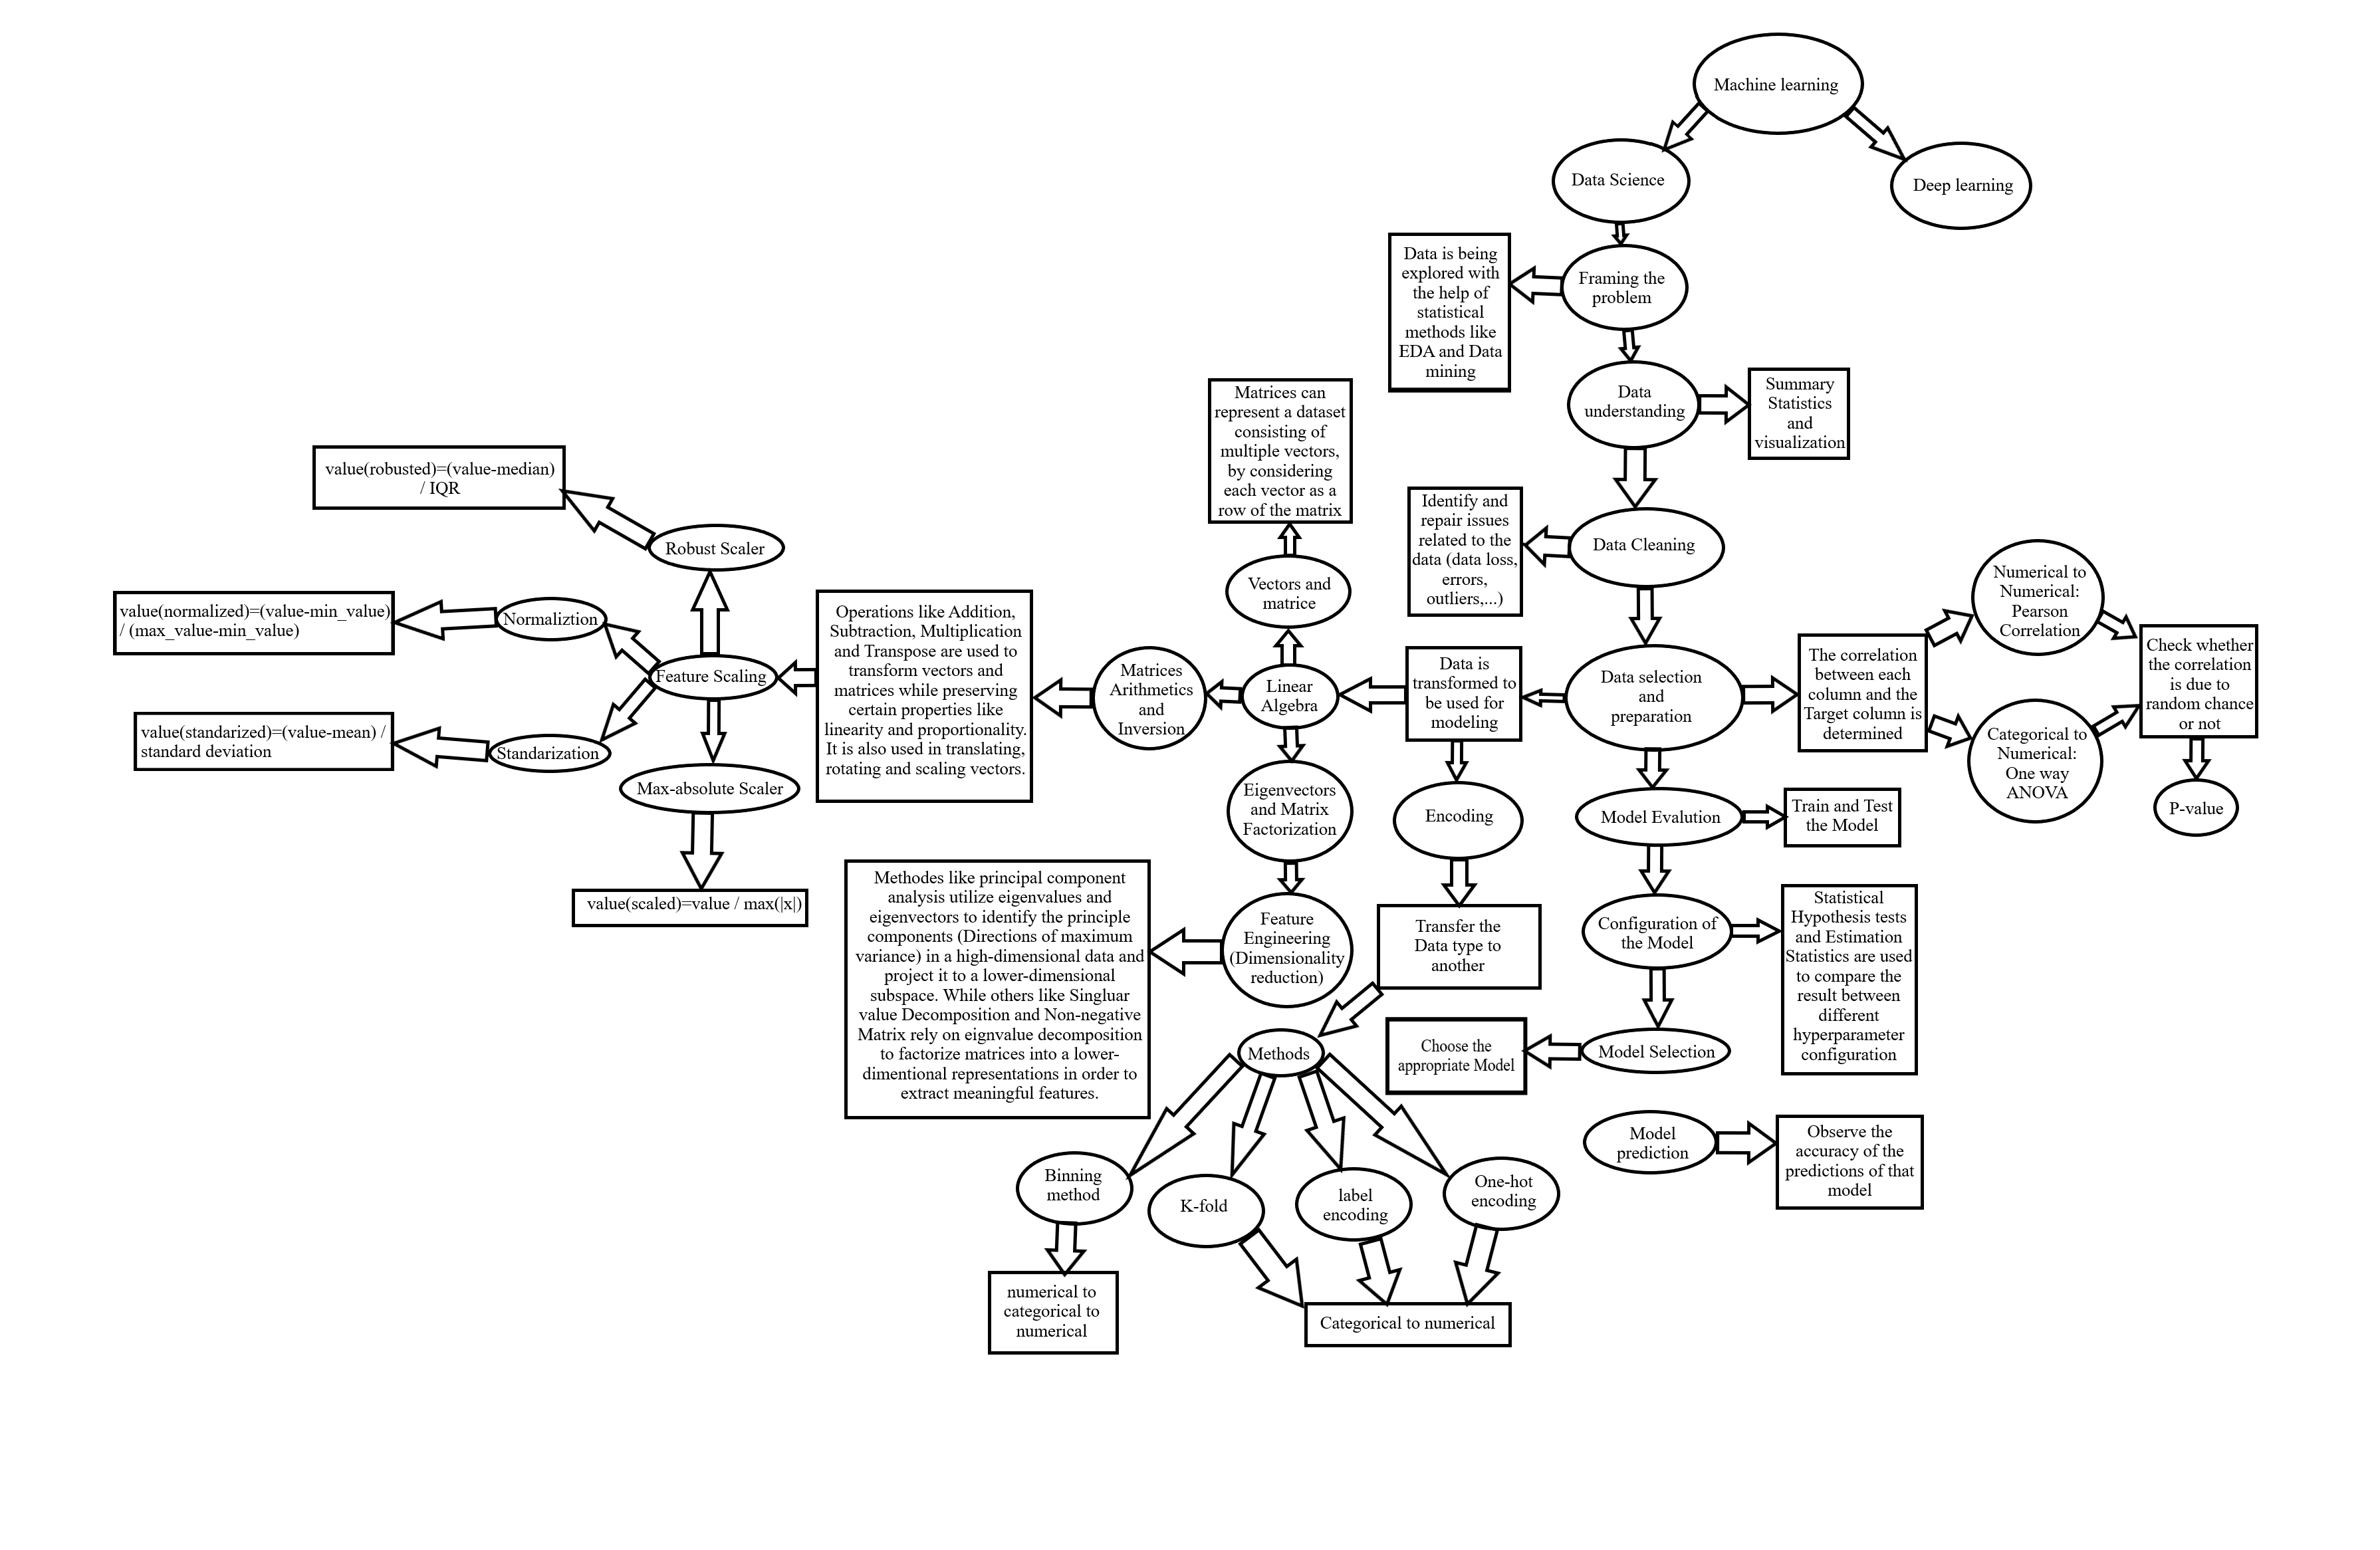 Machine learning
Data Science
Deep learning
Framing the
problem
Data is being
explored with
the help of
statistical
methods like
EDA and Data
mining
Data
understanding
Summary
Statistics
and
visualization
Data Cleaning
Identify and
repair issues
related to the
data (data loss,
errors,
outliers,...)
Data selection
and
preparation
The correlation
between each
column and the
Target column is
determined
Numerical to
Numerical:
Pearson
Correlation
Categorical to
Numerical:
One way
ANOVA
Check whether
the correlation
is due to
random chance
or not
P-value
Data is
transformed to
be used for
modeling
Linear
Algebra
Vectors and
matrice
Matrices can
represent a dataset
consisting of
multiple vectors,
by considering
each vector as a
row of the matrix
Matrices
Arithmetics
and
Inversion
Operations like Addition,
Subtraction, Multiplication
and Transpose are used to
transform vectors and
matrices while preserving
certain properties like
linearity and proportionality.
It is also used in translating,
rotating and scaling vectors.
Feature Scaling
Robust Scaler
value(robusted)=(value-median)
/ IQR
Normaliztion
value(normalized)=(value-min_value)
/ (max_value-min_value)
Standarization
value(standarized)=(value-mean) /
standard deviation
Max-absolute Scaler
value(scaled)=value / max(|x|)
Eigenvectors
and Matrix
Factorization
Feature
Engineering
(Dimensionality
reduction)
Methodes like principal component
analysis utilize eigenvalues and
eigenvectors to identify the principle
components (Directions of maximum
variance) in a high-dimensional data and
project it to a lower-dimensional
subspace. While others like Singluar
value Decomposition and Non-negative
Matrix rely on eignvalue decomposition
to factorize matrices into a lower-
dimentional representations in order to
extract meaningful features.
Encoding
Transfer the
Data type to
another
Methods
Binning
method
K-fold
label
encoding
One-hot
encoding
numerical to
categorical to
numerical
Categorical to numerical
Model Evalution
Train and Test
the Model
Configuration of
the Model
Statistical
Hypothesis tests
and Estimation
Statistics are used
to compare the
result between
different
hyperparameter
configuration
Model Selection
Choose the
appropriate Model
Model
prediction
Observe the
accuracy of the
predictions of that
model